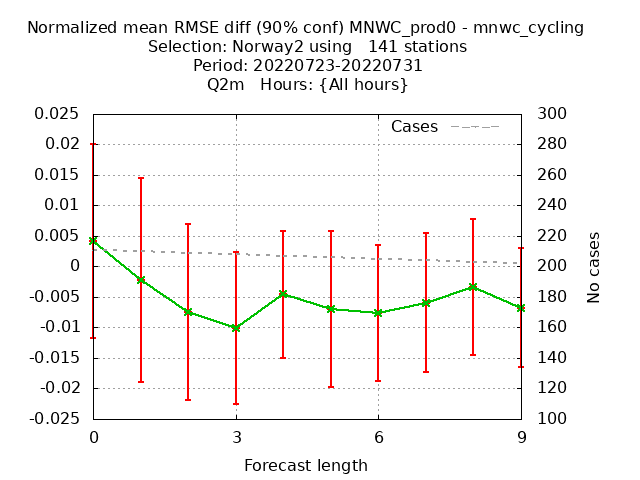 Normalized mean RMSE diff (90% conf) MNWC_prod0 - mnwc_cycling
Selection: Norway2 using   141 stations
Period: 20220723-20220731
Q2m   Hours: {All hours}
0.025
0.02
0.015
0.01
0.005
0
-0.005
-0.01
-0.015
-0.02
-0.025
Cases
300
280
260
240
220
200
180
160
140
120
100
No cases
0 3 6 9
Forecast length